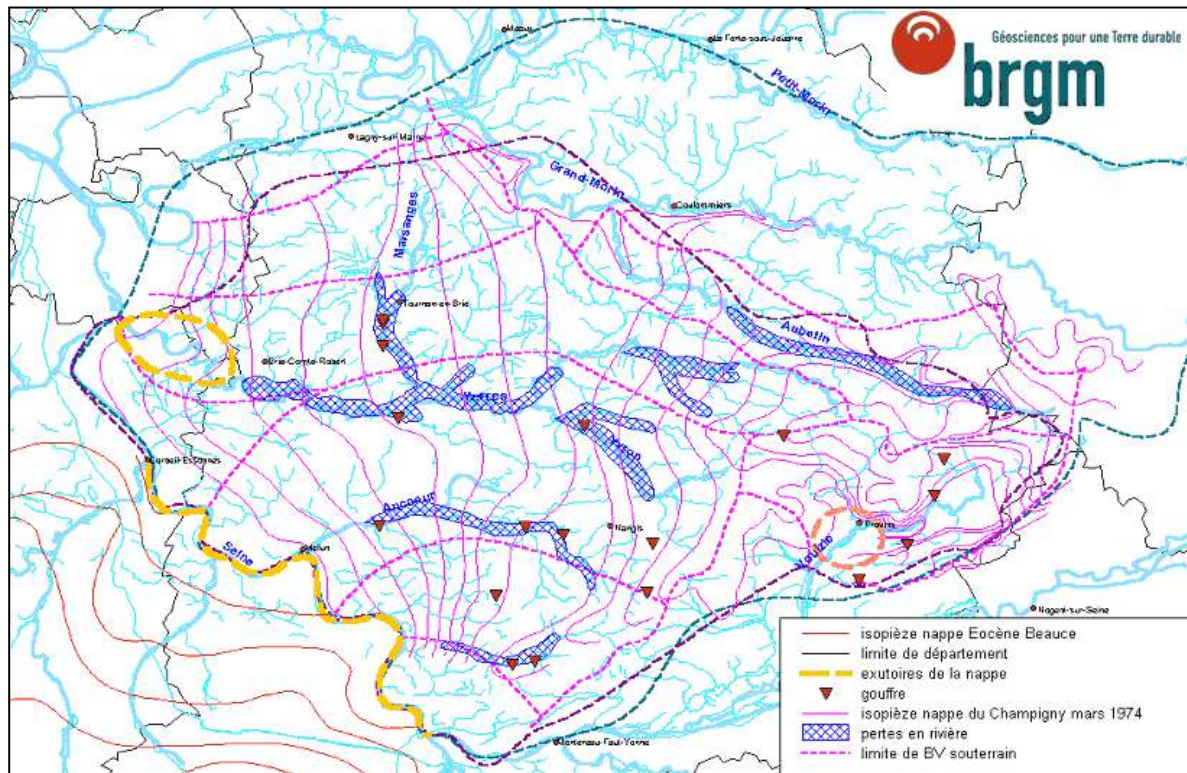 Géosciences pour une Terre durable
brgm
Meaux
La Ferte-sous-Jouarre
Petit-Morin
Lagny-sur-Marne
Grand-Morin
Coulommiers
Marsanges
Tournan-en-Brie
Aubetin
Brie-Comte-Robert
Yerres
Yvron
Corbeil-Essonnes
Ancoeur
Nangis
Provins
Voulzie
Seine
Melun
Nogent-sur-Seine
Montereau-Faut-Yonne
isopièze nappe Eocène Beauce
limite de département
exutoires de la nappe
gouffre
isopièze nappe du Champigny mars 1974
pertes en rivière
limite de BV souterrain